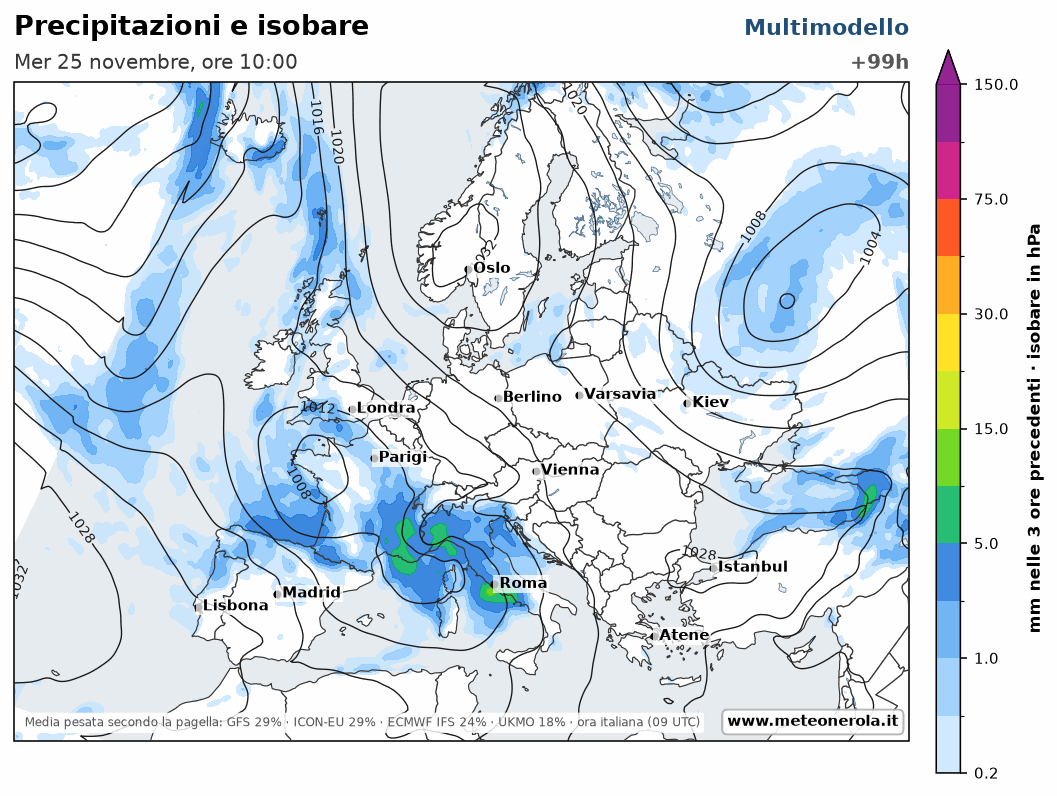 Precipitazioni e isobare
Multimodello
Mer 25 novembre, ore 10:00
+99h
150.0
75.0
30.0
15.0
5.0
1.0
0.2
mm nelle 3 ore precedenti · isobare in hPa
1016
1020
1020
1008
1004
Oslo
1012
Londra
Berlino
Varsavia
Kiev
Parigi
Vienna
1008
1028
1028
Istanbul
1032
Roma
Madrid
Lisbona
Atene
Media pesata secondo la pagella: GFS 29% · ICON-EU 29% · ECMWF IFS 24% · UKMO 18% · ora italiana (09 UTC)
www.meteonerola.it